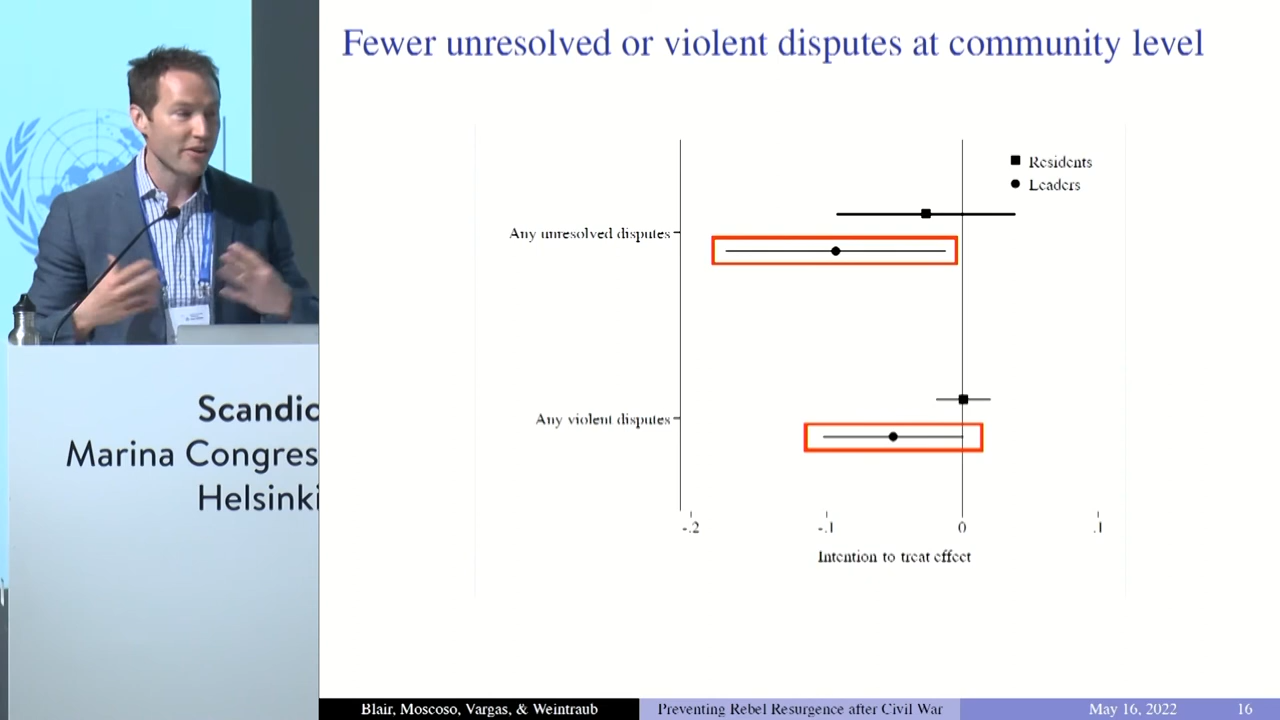 Fewer unresolved or violent disputes at community level
Residents
Leaders
Any unresolved disputes
Any violent disputes
-.2
-.1
0
.1
Intention to treat effect
Scandic
Marina Congres
Helsinki
Blair, Moscoso, Vargas, & Weintraub
Preventing Rebel Resurgence after Civil War
May 16, 2022
16